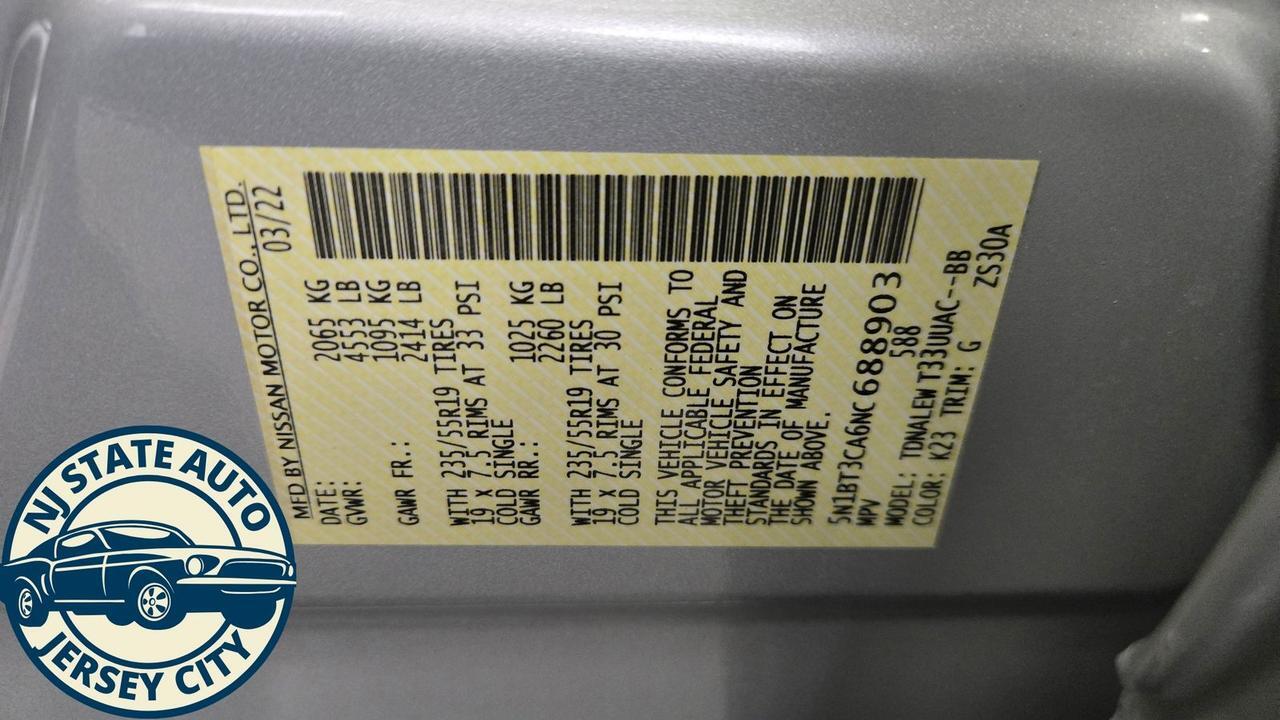 MFD BY NISSAN MOTOR CO., LTD.
DATE: 03/22
GVWR: 2065 KG
4553 LB
GAWR FR.: 1095 KG
2414 LB
WITH 235/55R19 TIRES
19 x 7.5 RIMS AT 33 PSI
COLD SINGLE
GAWR RR.: 1025 KG
2260 LB
WITH 235/55R19 TIRES
19 x 7.5 RIMS AT 30 PSI
COLD SINGLE
THIS VEHICLE CONFORMS TO
ALL APPLICABLE FEDERAL
MOTOR VEHICLE SAFETY AND
THEFT PREVENTION
STANDARDS IN EFFECT ON
THE DATE OF MANUFACTURE
SHOWN ABOVE.
5N1BT3CA6NC688903
MPV 588
MODEL: TDNALEW T33UUAC--BB
COLOR: K23 TRIM: G ZS30A
NJ STATE AUTO
JERSEY CITY